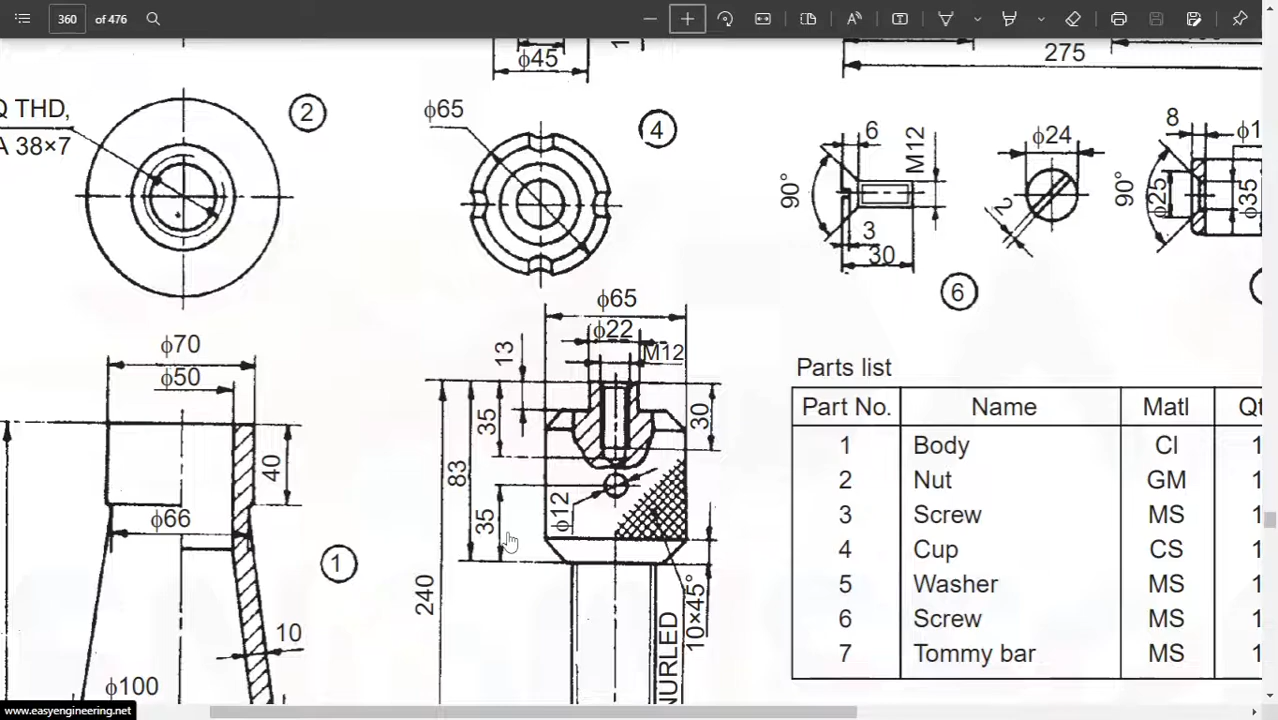 360 of 476
1
ϕ45
275
Q THD,
A 38×7
2
ϕ65
4
6
M12
90°
3
30
6
ϕ24
2
8
ϕ1
90°
ϕ25
ϕ35
ϕ65
ϕ22
M12
13
35
83
35
240
30
ϕ12
10×45°
NURLED
ϕ70
ϕ50
40
ϕ66
1
10
ϕ100
Parts list
Part No. Name Matl Qt
1 Body CI 1
2 Nut GM 1
3 Screw MS 1
4 Cup CS 1
5 Washer MS 1
6 Screw MS 1
7 Tommy bar MS 1
www.easyengineering.net